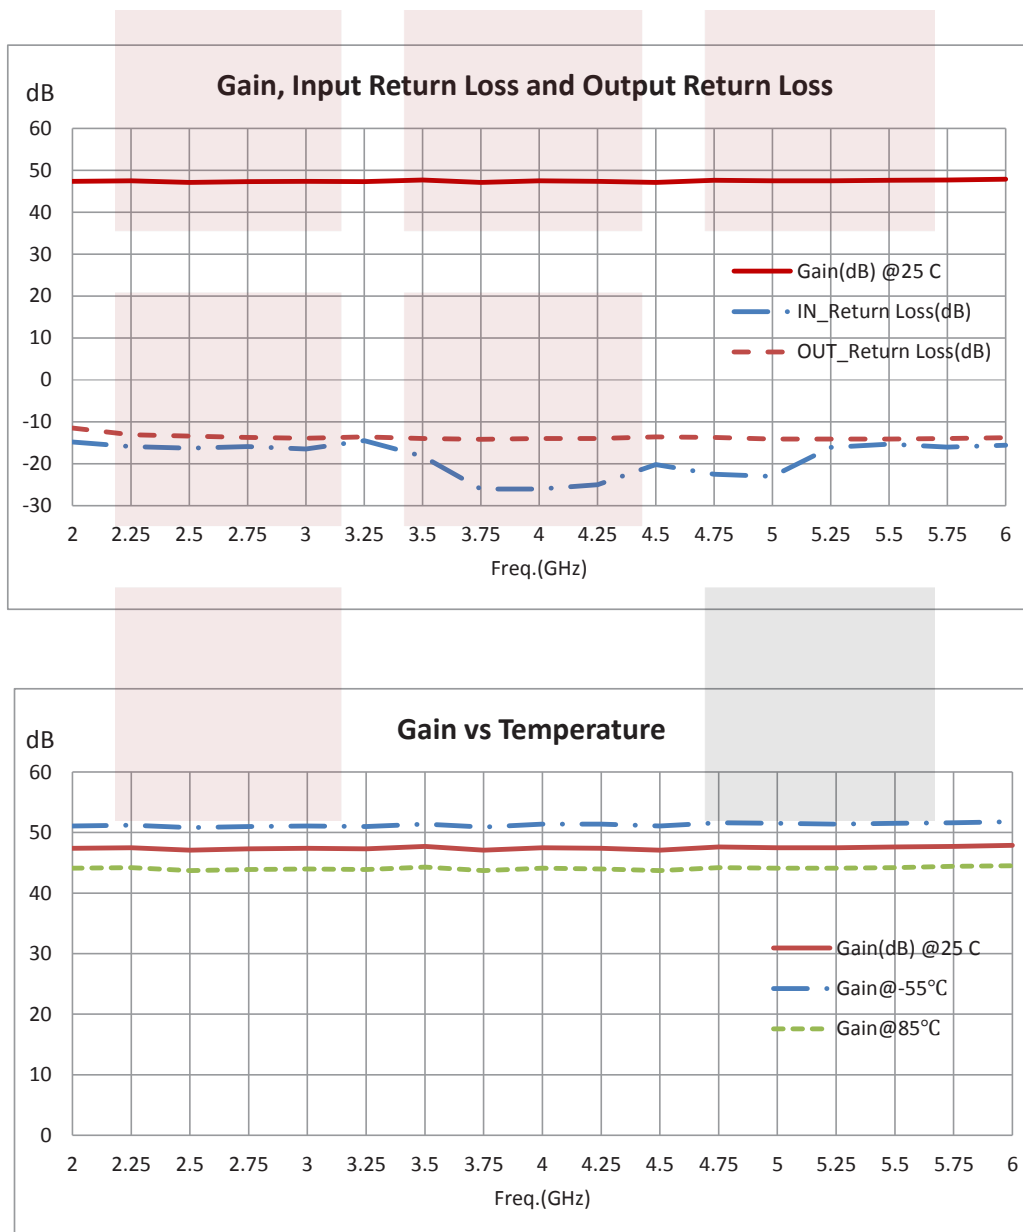 Gain, Input Return Loss and Output Return Loss
dB
60
50
40
30
20
10
0
-10
-20
-30
Gain(dB) @25 C
IN_Return Loss(dB)
OUT_Return Loss(dB)
2 2.25 2.5 2.75 3 3.25 3.5 3.75 4 4.25 4.5 4.75 5 5.25 5.5 5.75 6
Freq.(GHz)
Gain vs Temperature
dB
60
50
40
30
20
10
0
Gain(dB) @25 C
Gain@-55℃
Gain@85℃
2 2.25 2.5 2.75 3 3.25 3.5 3.75 4 4.25 4.5 4.75 5 5.25 5.5 5.75 6
Freq.(GHz)